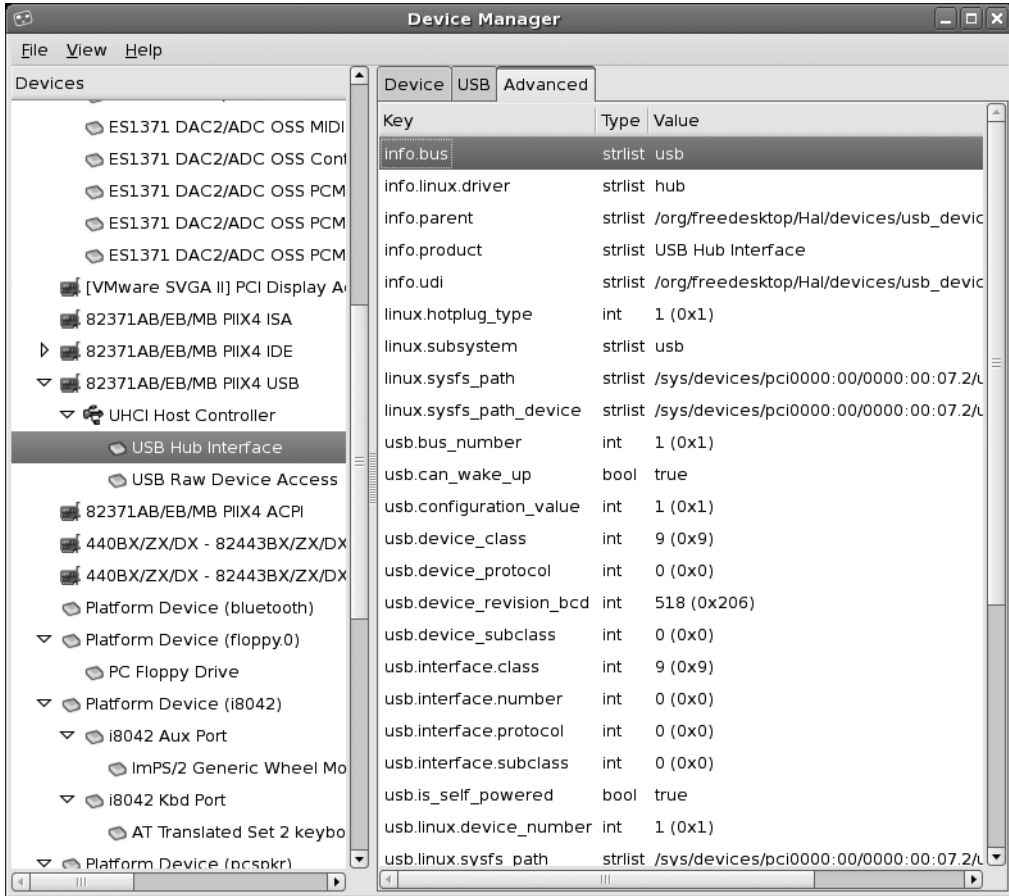 Device Manager
File View Help
Devices
ES1371 DAC2/ADC OSS MIDI
ES1371 DAC2/ADC OSS Cont
ES1371 DAC2/ADC OSS PCM
ES1371 DAC2/ADC OSS PCM
ES1371 DAC2/ADC OSS PCM
[VMware SVGA II] PCI Display A
82371AB/EB/MB PIIX4 ISA
82371AB/EB/MB PIIX4 IDE
82371AB/EB/MB PIIX4 USB
UHCI Host Controller
USB Hub Interface
USB Raw Device Access
82371AB/EB/MB PIIX4 ACPI
440BX/ZX/DX - 82443BX/ZX/DX
440BX/ZX/DX - 82443BX/ZX/DX
Platform Device (bluetooth)
Platform Device (floppy.0)
PC Floppy Drive
Platform Device (i8042)
i8042 Aux Port
ImPS/2 Generic Wheel Mo
i8042 Kbd Port
AT Translated Set 2 keybo
Platform Device (pcspkr)
Device USB Advanced
Key Type Value
info.bus strlist usb
info.linux.driver strlist hub
info.parent strlist /org/freedesktop/Hal/devices/usb_devic
info.product strlist USB Hub Interface
info.udi strlist /org/freedesktop/Hal/devices/usb_devic
linux.hotplug_type int 1 (0x1)
linux.subsystem strlist usb
linux.sysfs_path strlist /sys/devices/pci0000:00/0000:00:07.2/u
linux.sysfs_path_device strlist /sys/devices/pci0000:00/0000:00:07.2/u
usb.bus_number int 1 (0x1)
usb.can_wake_up bool true
usb.configuration_value int 1 (0x1)
usb.device_class int 9 (0x9)
usb.device_protocol int 0 (0x0)
usb.device_revision_bcd int 518 (0x206)
usb.device_subclass int 0 (0x0)
usb.interface.class int 9 (0x9)
usb.interface.number int 0 (0x0)
usb.interface.protocol int 0 (0x0)
usb.interface.subclass int 0 (0x0)
usb.is_self_powered bool true
usb.linux.device_number int 1 (0x1)
usb.linux.sysfs_path strlist /sys/devices/pci0000:00/0000:00:07.2/u